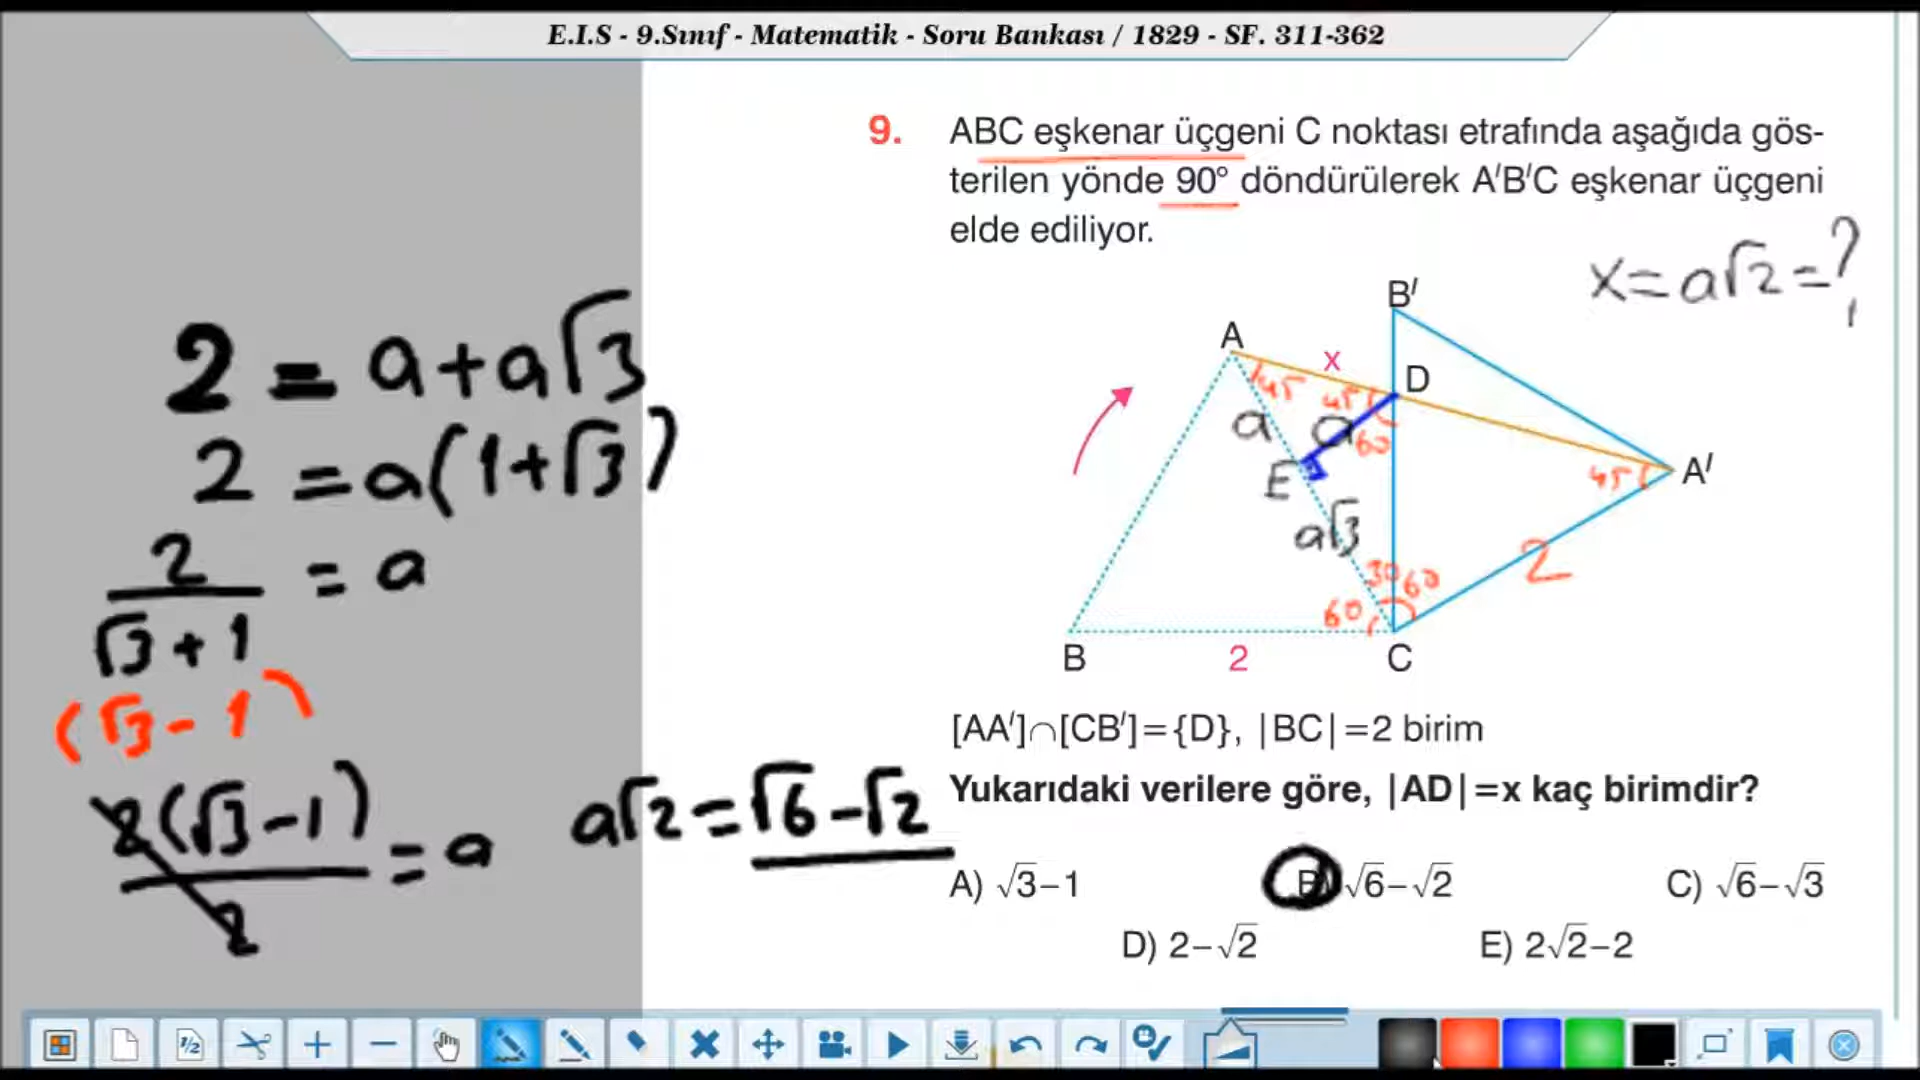 E.I.S - 9.Sınıf - Matematik - Soru Bankası / 1829 - SF. 311-362
9. ABC eşkenar üçgeni C noktası etrafında aşağıda gös-
terilen yönde 90° döndürülerek A′B′C eşkenar üçgeni
elde ediliyor.
x=a√2=?
B′
A
x
D
45
45
60
a
a
E
a√3
A′
45
30
60
60
2
B
2
C
[AA′]∩[CB′]={D}, |BC|=2 birim
Yukarıdaki verilere göre, |AD|=x kaç birimdir?
A) √3−1
B) √6−√2
C) √6−√3
D) 2−√2
E) 2√2−2
2 = a+a√3
2 = a(1+√3)
2/(√3+1) = a
(√3-1)
2(√3-1)/2 = a
a√2=√6-√2
1/2